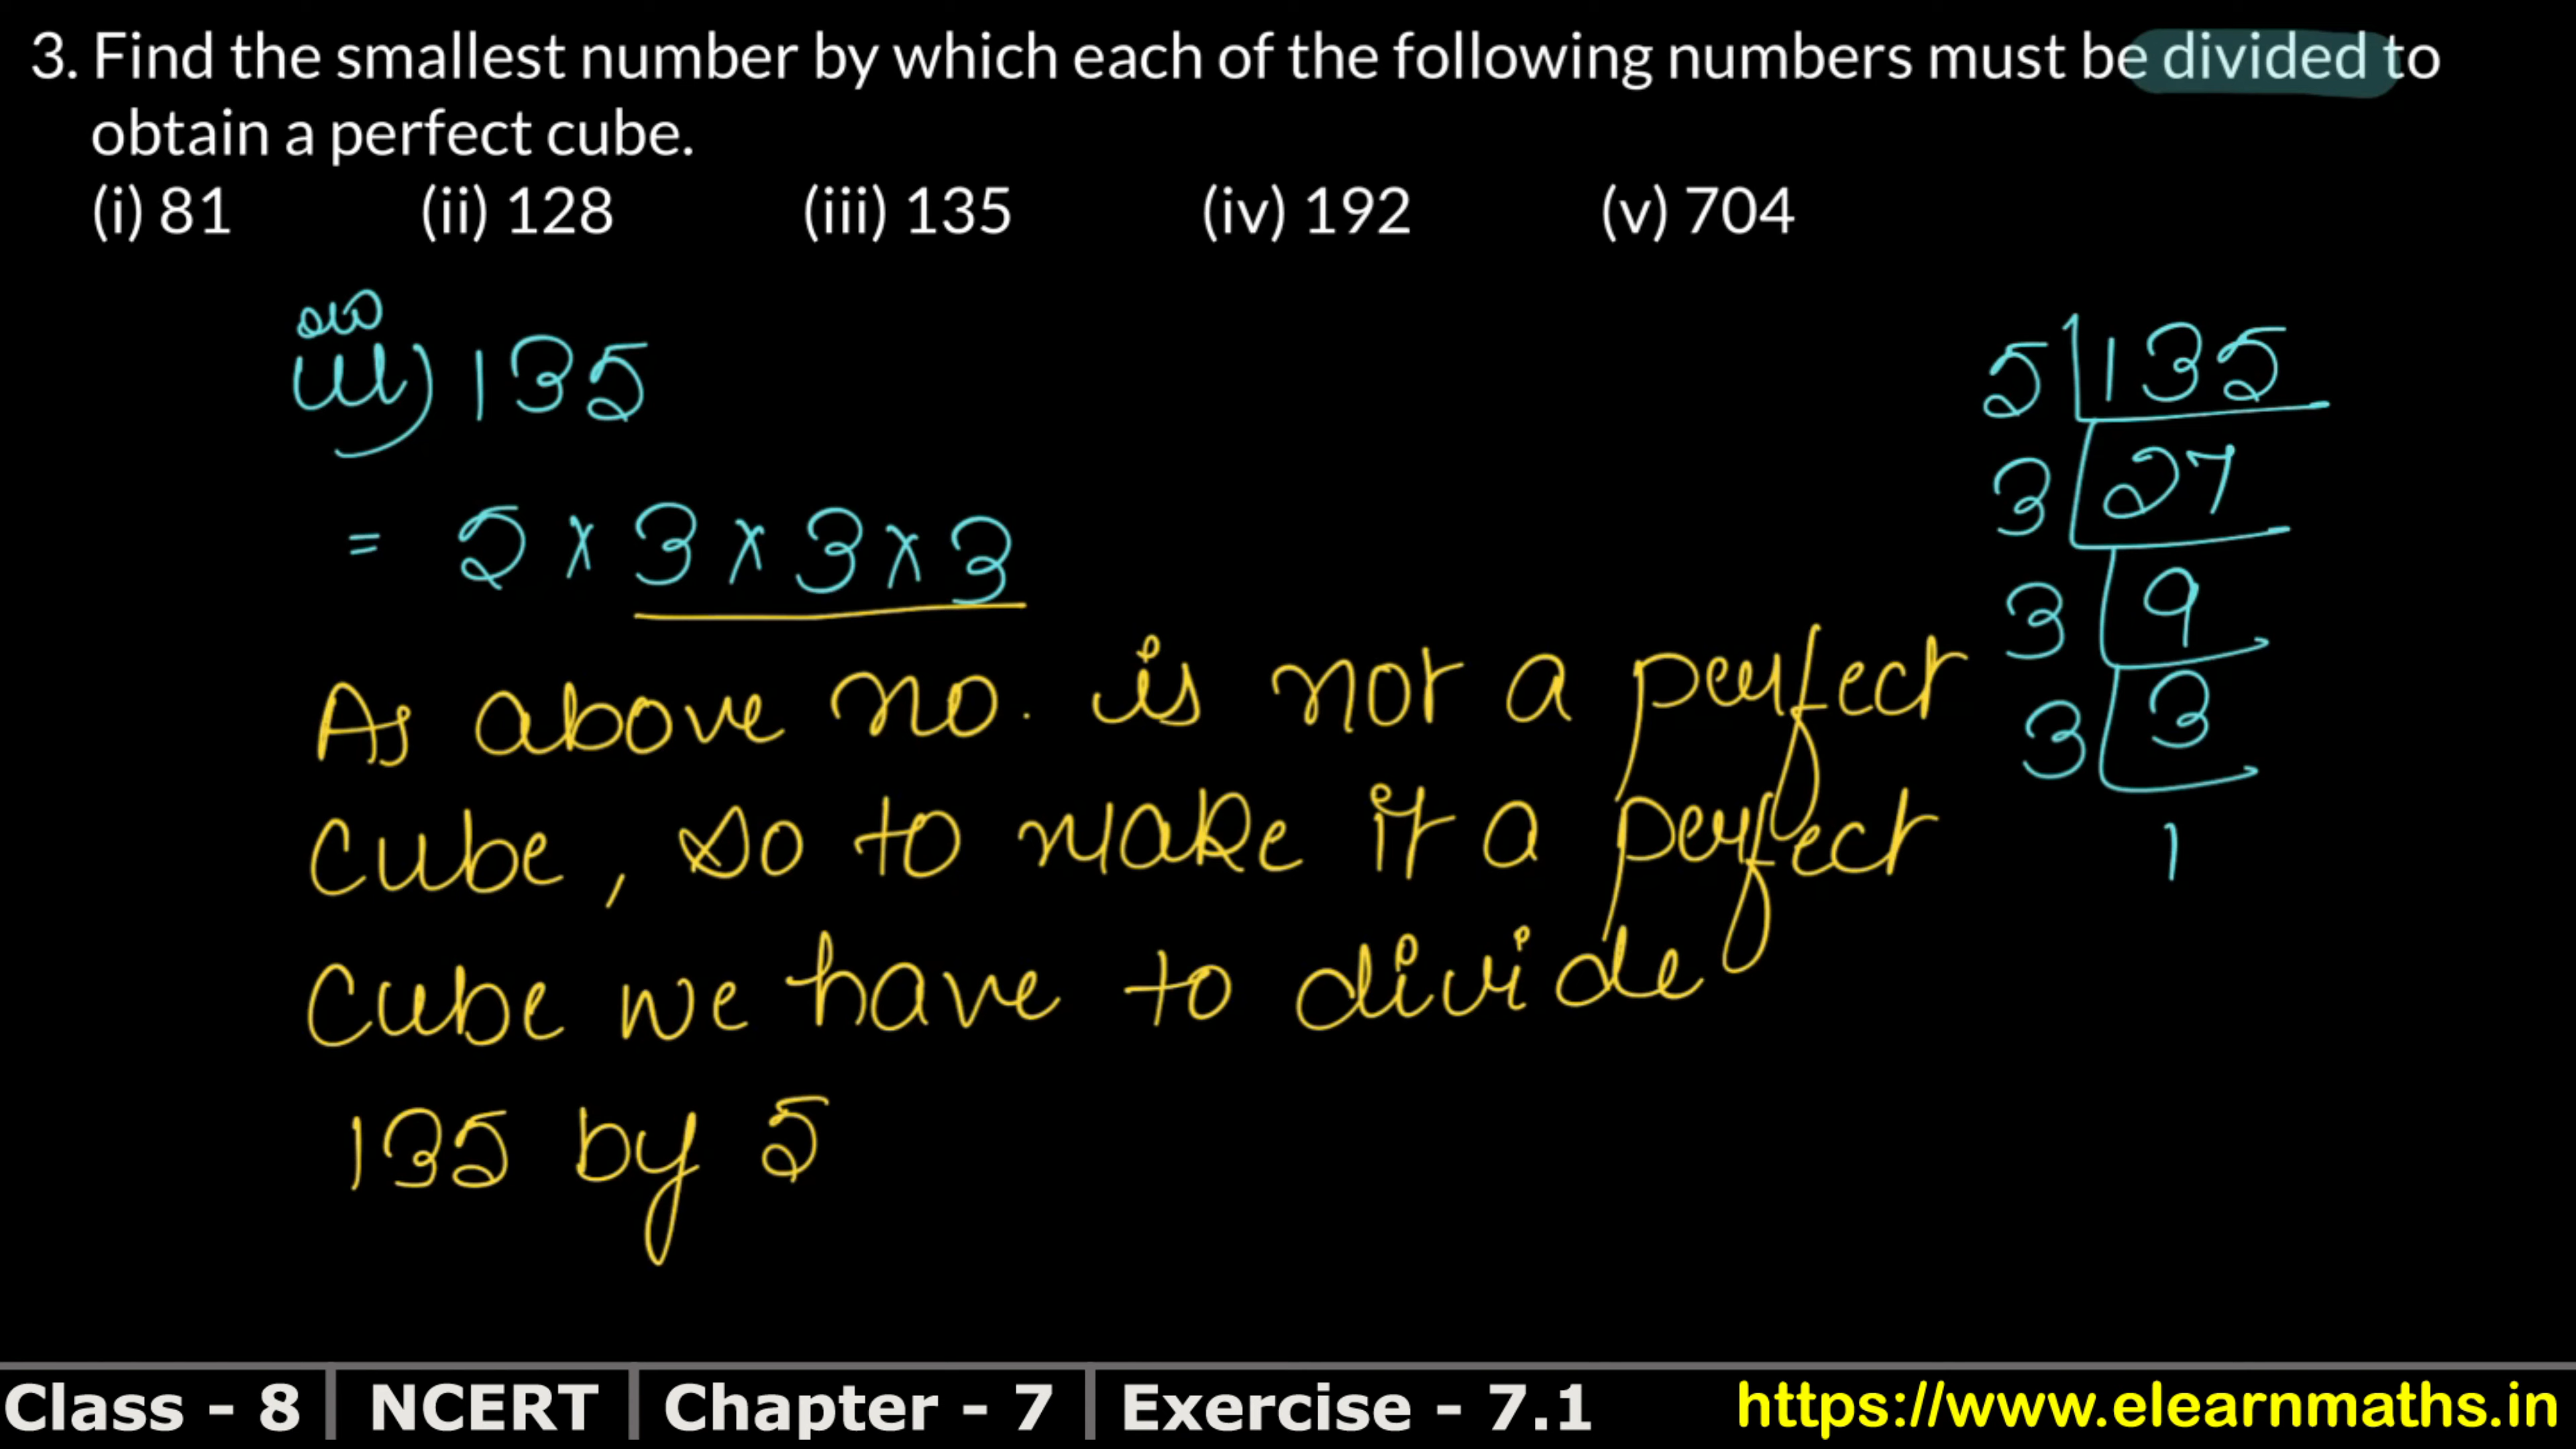 3. Find the smallest number by which each of the following numbers must be divided to
obtain a perfect cube.
(i) 81 (ii) 128 (iii) 135 (iv) 192 (v) 704
iii) 135
= 5 × 3 × 3 × 3
As above no. is not a perfect
cube, so to make it a perfect
cube we have to divide
135 by 5
5 135
3 27
3 9
3 3
1
Class - 8 | NCERT | Chapter - 7 | Exercise - 7.1 https://www.elearnmaths.in